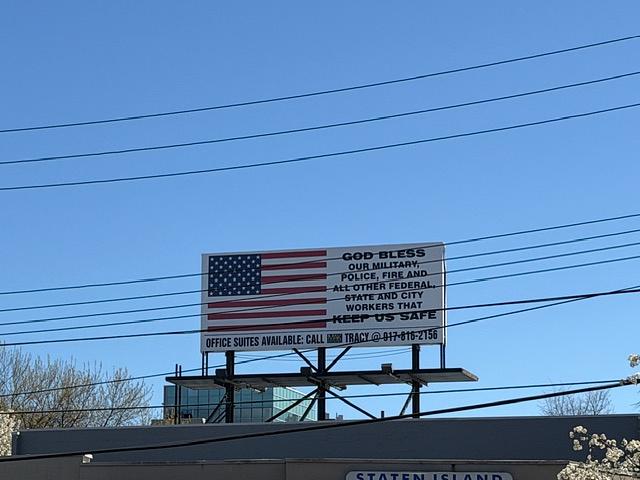 GOD BLESS
OUR MILITARY,
POLICE, FIRE AND
ALL OTHER FEDERAL,
STATE AND CITY
WORKERS THAT
KEEP US SAFE
OFFICE SUITES AVAILABLE: CALL TRACY @ 917-816-2156
STATEN ISLAND